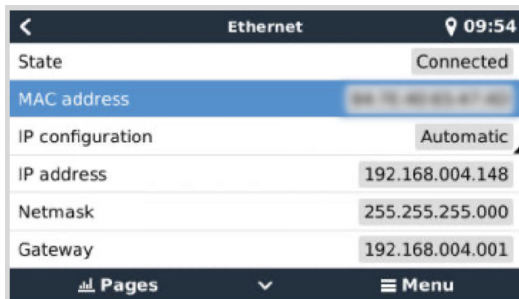 Ethernet 09:54
State Connected
MAC address
IP configuration Automatic
IP address 192.168.004.148
Netmask 255.255.255.000
Gateway 192.168.004.001
Pages Menu